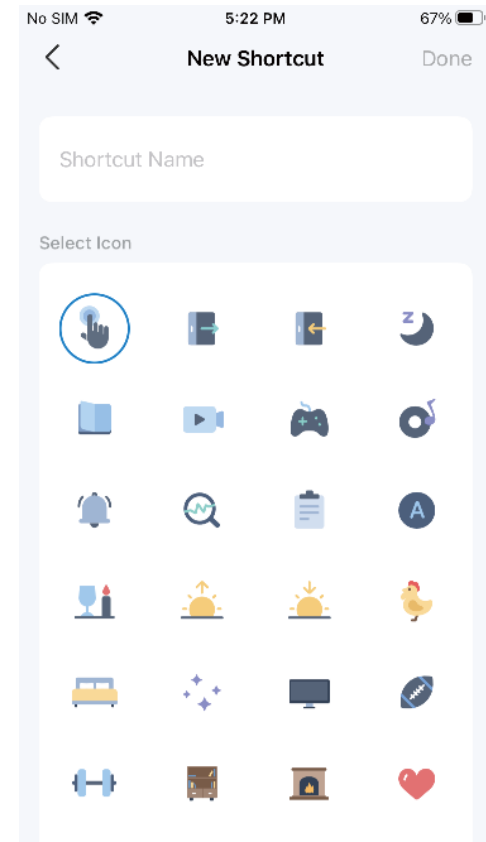 No SIM 5:22 PM 67%
New Shortcut Done
Shortcut Name
Select Icon
z
A